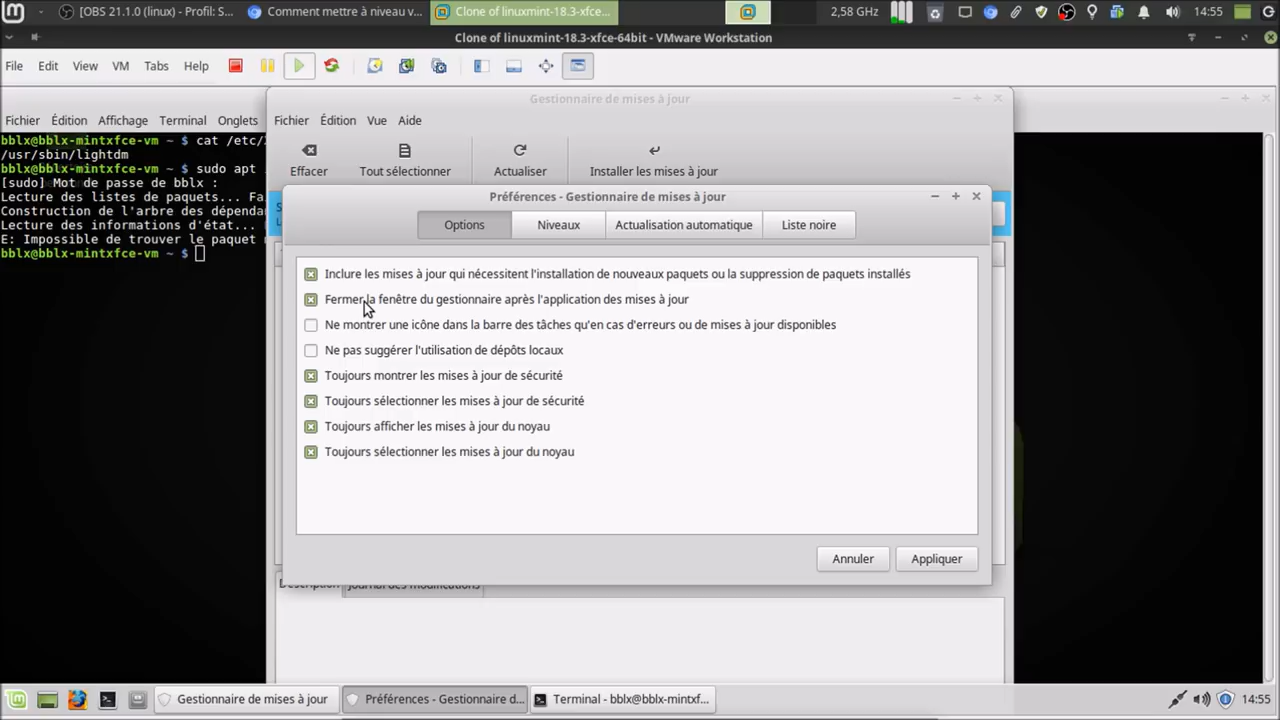 [OBS 21.1.0 (linux) - Profil: S...
Comment mettre à niveau v...
Clone of linuxmint-18.3-xfce...
2,58 GHz
14:55
Clone of linuxmint-18.3-xfce-64bit - VMware Workstation
File Edit View VM Tabs Help
Gestionnaire de mises à jour
Fichier Édition Affichage Terminal Onglets
Fichier Édition Vue Aide
bblx@bblx-mintxfce-vm ~ $ cat /etc/
/usr/sbin/lightdm
bblx@bblx-mintxfce-vm ~ $ sudo apt
[sudo] Mot de passe de bblx :
Lecture des listes de paquets... Fa
Construction de l'arbre des dépendan
Lecture des informations d'état...
E: Impossible de trouver le paquet
bblx@bblx-mintxfce-vm ~ $
Effacer
Tout sélectionner
Actualiser
Installer les mises à jour
Préférences - Gestionnaire de mises à jour
Options
Niveaux
Actualisation automatique
Liste noire
Inclure les mises à jour qui nécessitent l'installation de nouveaux paquets ou la suppression de paquets installés
Fermer la fenêtre du gestionnaire après l'application des mises à jour
Ne montrer une icône dans la barre des tâches qu'en cas d'erreurs ou de mises à jour disponibles
Ne pas suggérer l'utilisation de dépôts locaux
Toujours montrer les mises à jour de sécurité
Toujours sélectionner les mises à jour de sécurité
Toujours afficher les mises à jour du noyau
Toujours sélectionner les mises à jour du noyau
Annuler
Appliquer
Description
Journal des modifications
Gestionnaire de mises à jour
Préférences - Gestionnaire d...
Terminal - bblx@bblx-mintxf...
14:55